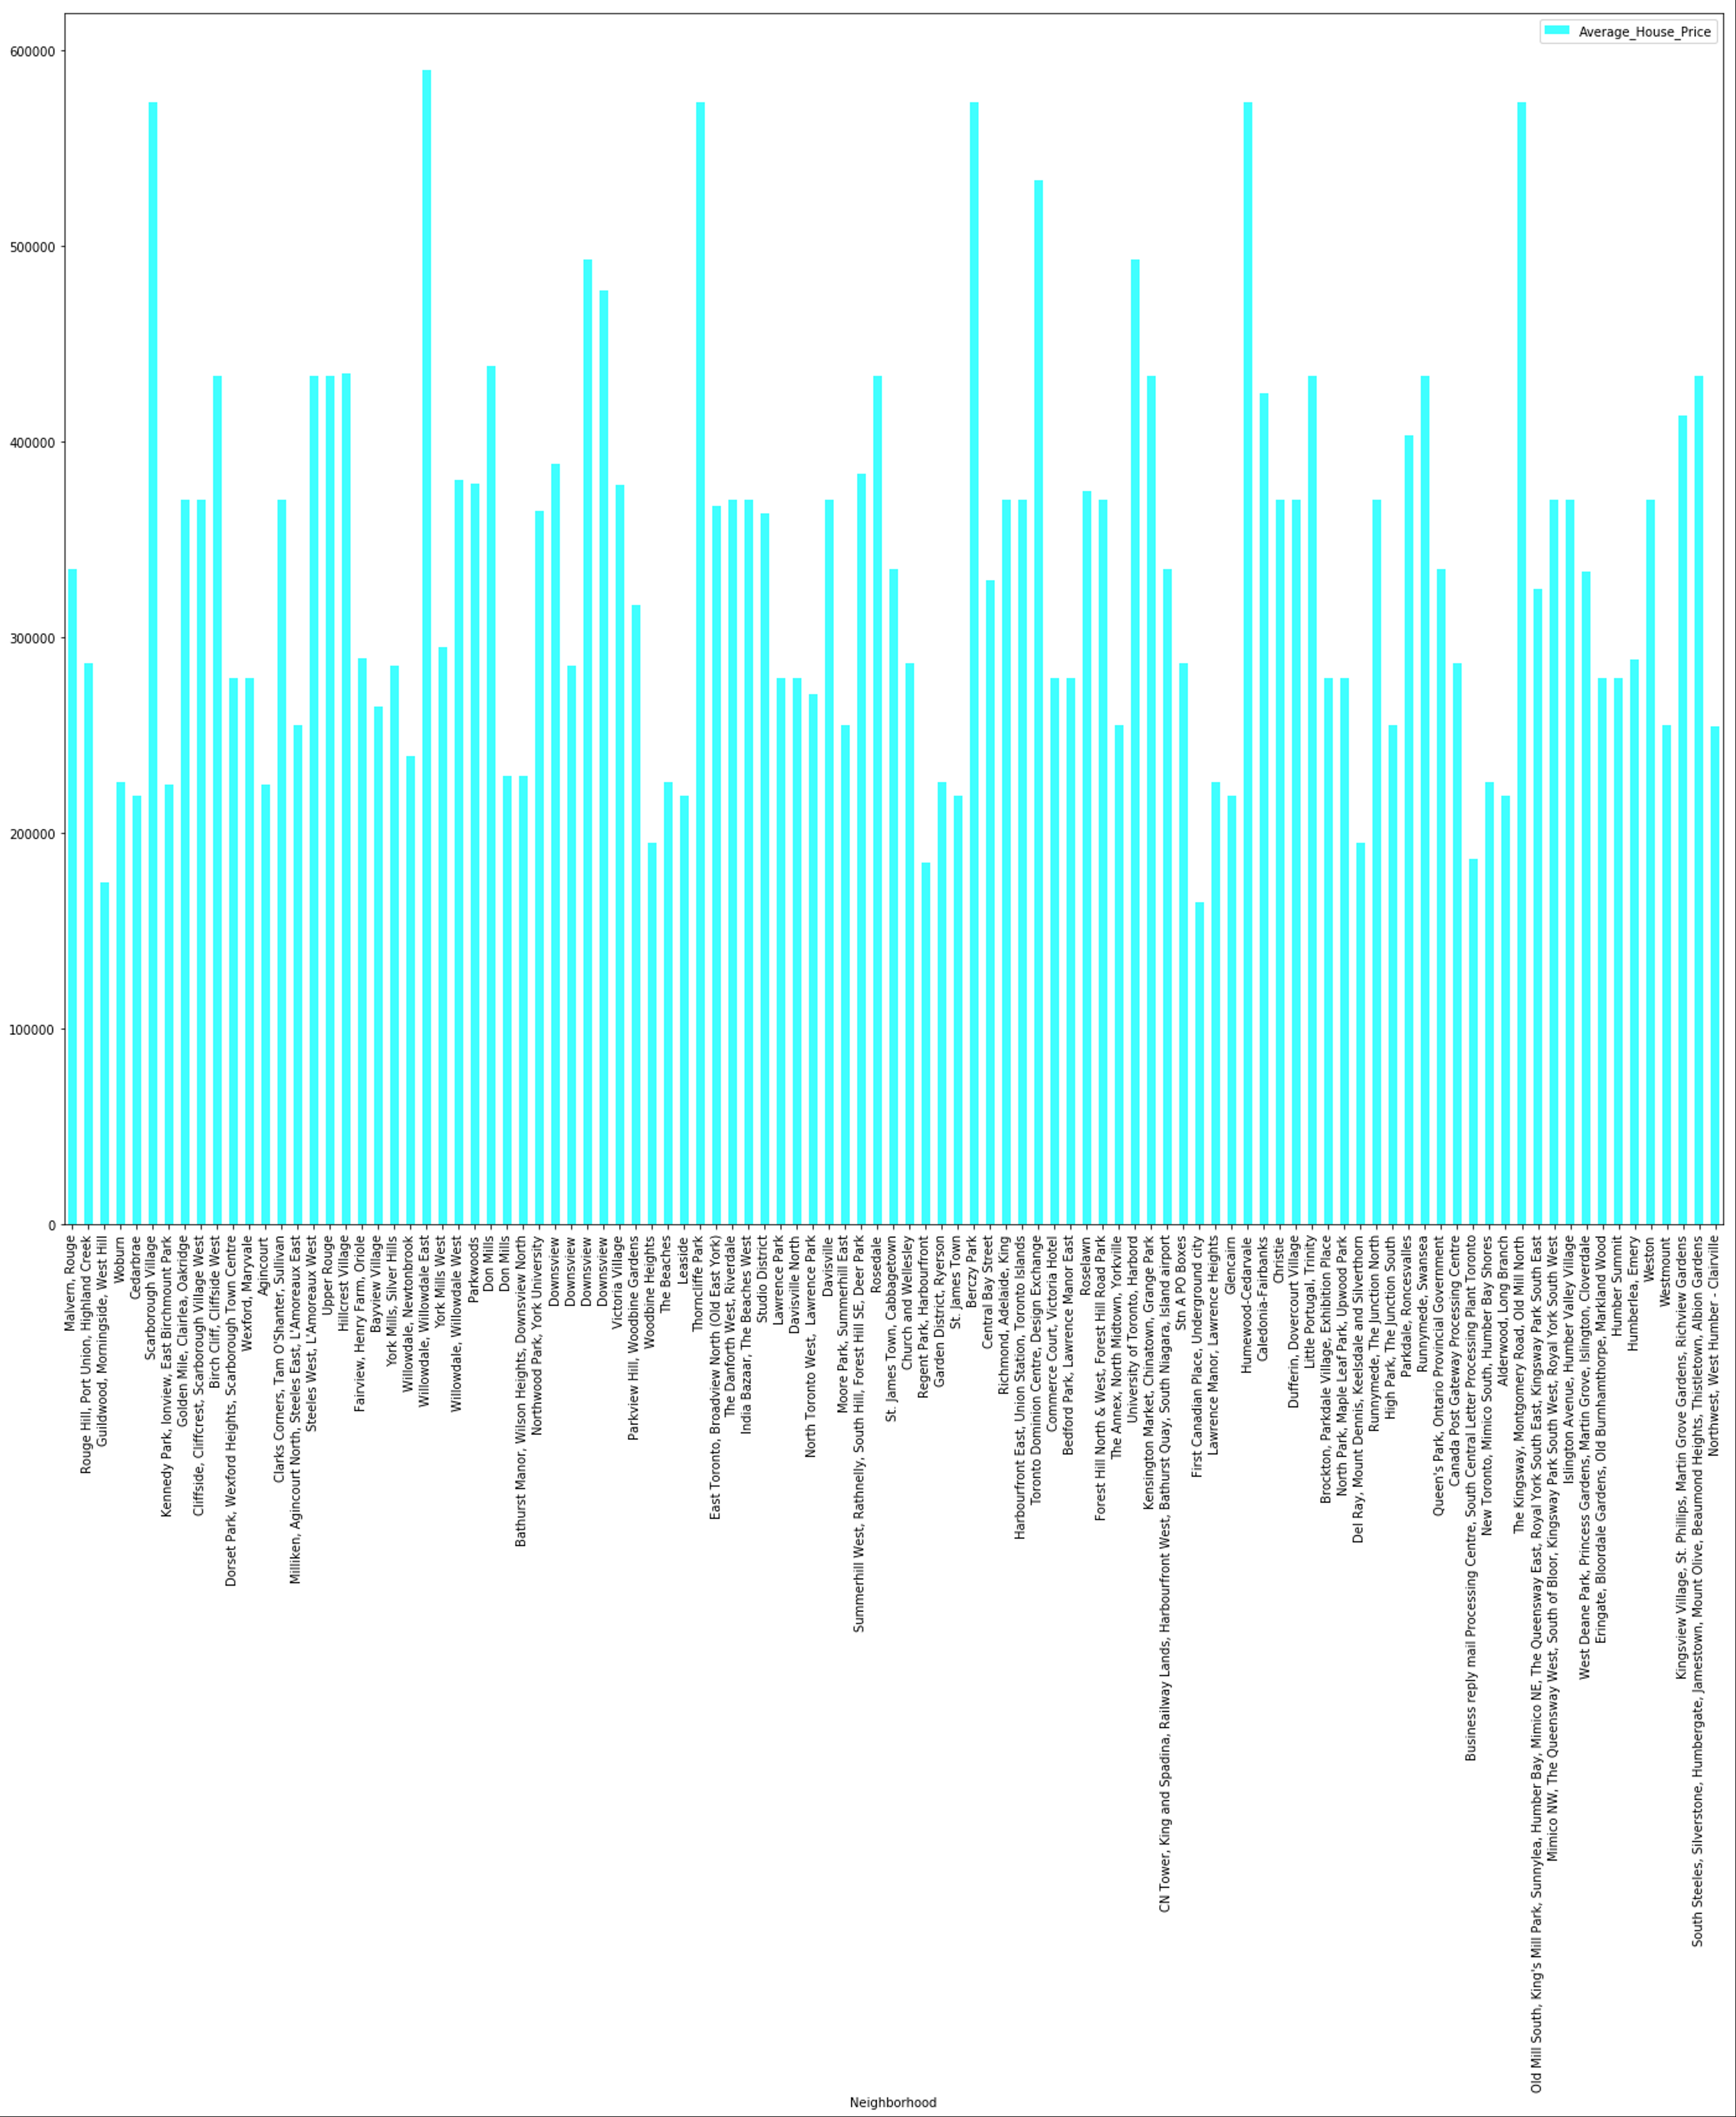 Average_House_Price
600000
500000
400000
300000
200000
100000
0
Malvern, Rouge
Rouge Hill, Port Union, Highland Creek
Guildwood, Morningside, West Hill
Woburn
Cedarbrae
Scarborough Village
Kennedy Park, Ionview, East Birchmount Park
Golden Mile, Clairlea, Oakridge
Cliffside, Cliffcrest, Scarborough Village West
Birch Cliff, Cliffside West
Dorset Park, Wexford Heights, Scarborough Town Centre
Wexford, Maryvale
Agincourt
Clarks Corners, Tam O'Shanter, Sullivan
Milliken, Agincourt North, Steeles East, L'Amoreaux East
Steeles West, L'Amoreaux West
Upper Rouge
Hillcrest Village
Fairview, Henry Farm, Oriole
Bayview Village
York Mills, Silver Hills
Willowdale, Newtonbrook
Willowdale, Willowdale East
York Mills West
Willowdale, Willowdale West
Parkwoods
Don Mills
Don Mills
Bathurst Manor, Wilson Heights, Downsview North
Northwood Park, York University
Downsview
Downsview
Downsview
Downsview
Victoria Village
Parkview Hill, Woodbine Gardens
Woodbine Heights
The Beaches
Leaside
Thorncliffe Park
East Toronto, Broadview North (Old East York)
The Danforth West, Riverdale
India Bazaar, The Beaches West
Studio District
Lawrence Park
Davisville North
North Toronto West,  Lawrence Park
Davisville
Moore Park, Summerhill East
Summerhill West, Rathnelly, South Hill, Forest Hill SE, Deer Park
Rosedale
St. James Town, Cabbagetown
Church and Wellesley
Regent Park, Harbourfront
Garden District, Ryerson
St. James Town
Berczy Park
Central Bay Street
Richmond, Adelaide, King
Harbourfront East, Union Station, Toronto Islands
Toronto Dominion Centre, Design Exchange
Commerce Court, Victoria Hotel
Bedford Park, Lawrence Manor East
Roselawn
Forest Hill North & West, Forest Hill Road Park
The Annex, North Midtown, Yorkville
University of Toronto, Harbord
Kensington Market, Chinatown, Grange Park
CN Tower, King and Spadina, Railway Lands, Harbourfront West, Bathurst Quay, South Niagara, Island airport
Stn A PO Boxes
First Canadian Place, Underground city
Lawrence Manor, Lawrence Heights
Glencairn
Humewood-Cedarvale
Caledonia-Fairbanks
Christie
Dufferin, Dovercourt Village
Little Portugal, Trinity
Brockton, Parkdale Village, Exhibition Place
North Park, Maple Leaf Park, Upwood Park
Del Ray, Mount Dennis, Keelsdale and Silverthorn
Runnymede, The Junction North
High Park, The Junction South
Parkdale, Roncesvalles
Runnymede, Swansea
Queen's Park, Ontario Provincial Government
Canada Post Gateway Processing Centre
Business reply mail Processing Centre, South Central Letter Processing Plant Toronto
New Toronto, Mimico South, Humber Bay Shores
Alderwood, Long Branch
The Kingsway, Montgomery Road, Old Mill North
Old Mill South, King's Mill Park, Sunnylea, Humber Bay, Mimico NE, The Queensway East, Royal York South East, Kingsway Park South East
Mimico NW, The Queensway West, South of Bloor, Kingsway Park South West, Royal York South West
Islington Avenue, Humber Valley Village
West Deane Park, Princess Gardens, Martin Grove, Islington, Cloverdale
Eringate, Bloordale Gardens, Old Burnhamthorpe, Markland Wood
Humber Summit
Humberlea, Emery
Weston
Westmount
Kingsview Village, St. Phillips, Martin Grove Gardens, Richview Gardens
South Steeles, Silverstone, Humbergate, Jamestown, Mount Olive, Beaumond Heights, Thistletown, Albion Gardens
Northwest, West Humber - Clairville
Neighborhood